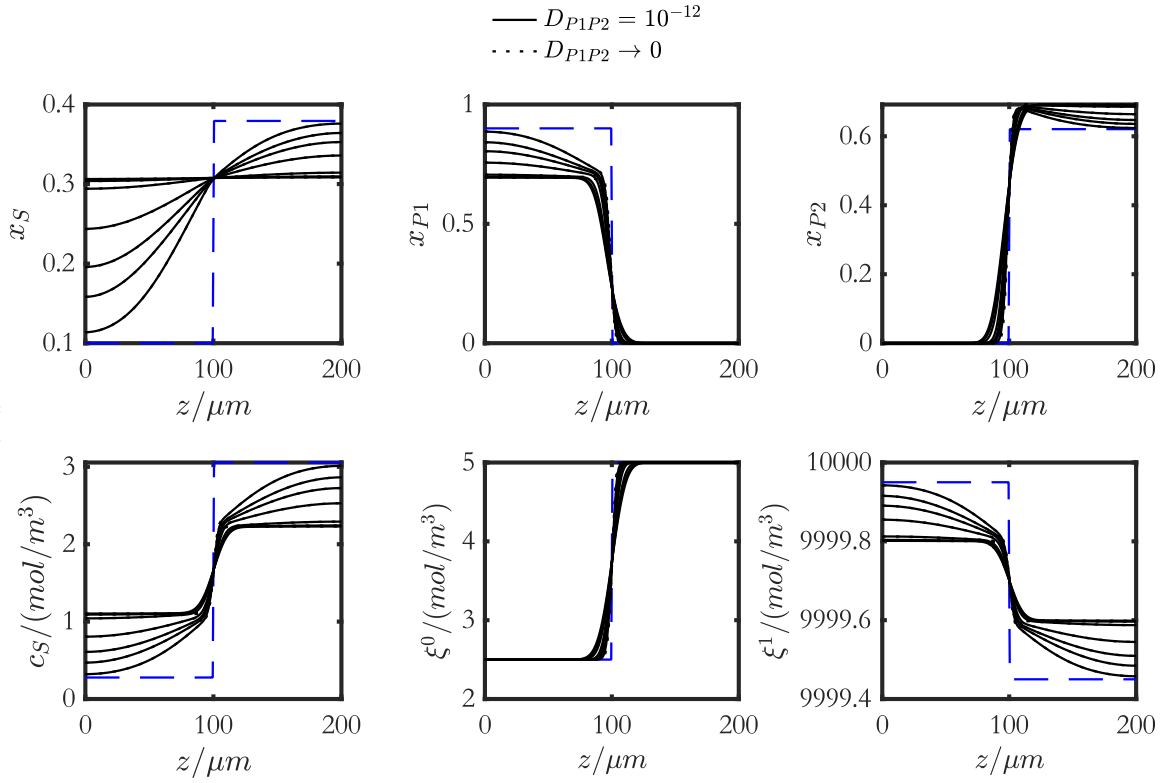 D_{P1P2} = 10^{-12}
D_{P1P2} → 0
0.4
0.3
0.2
0.1
x_S
0 100 200
z/μm
1
0.5
0
x_{P1}
0 100 200
z/μm
0.6
0.4
0.2
0
x_{P2}
0 100 200
z/μm
3
2
1
0
c_S/(mol/m^3)
0 100 200
z/μm
5
4
3
2
ξ^0/(mol/m^3)
0 100 200
z/μm
10000
9999.8
9999.6
9999.4
ξ^1/(mol/m^3)
0 100 200
z/μm